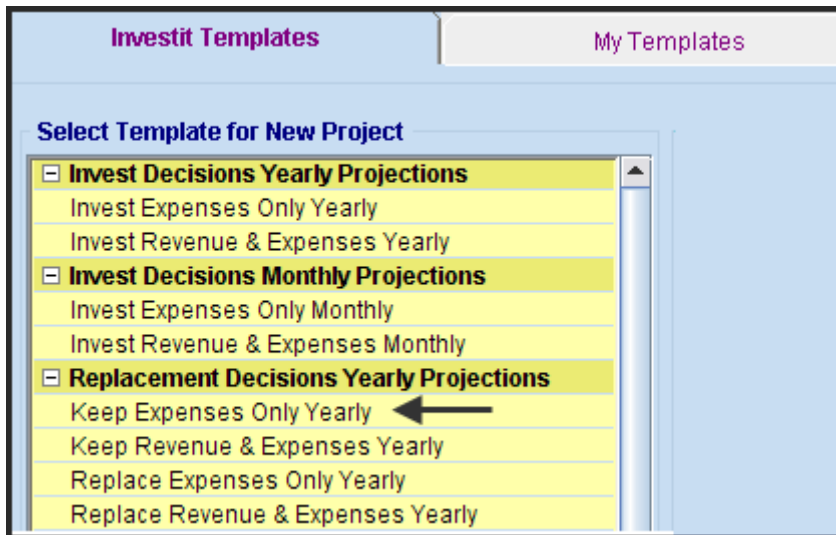 Investit Templates
My Templates
Select Template for New Project
Invest Decisions Yearly Projections
Invest Expenses Only Yearly
Invest Revenue & Expenses Yearly
Invest Decisions Monthly Projections
Invest Expenses Only Monthly
Invest Revenue & Expenses Monthly
Replacement Decisions Yearly Projections
Keep Expenses Only Yearly
Keep Revenue & Expenses Yearly
Replace Expenses Only Yearly
Replace Revenue & Expenses Yearly